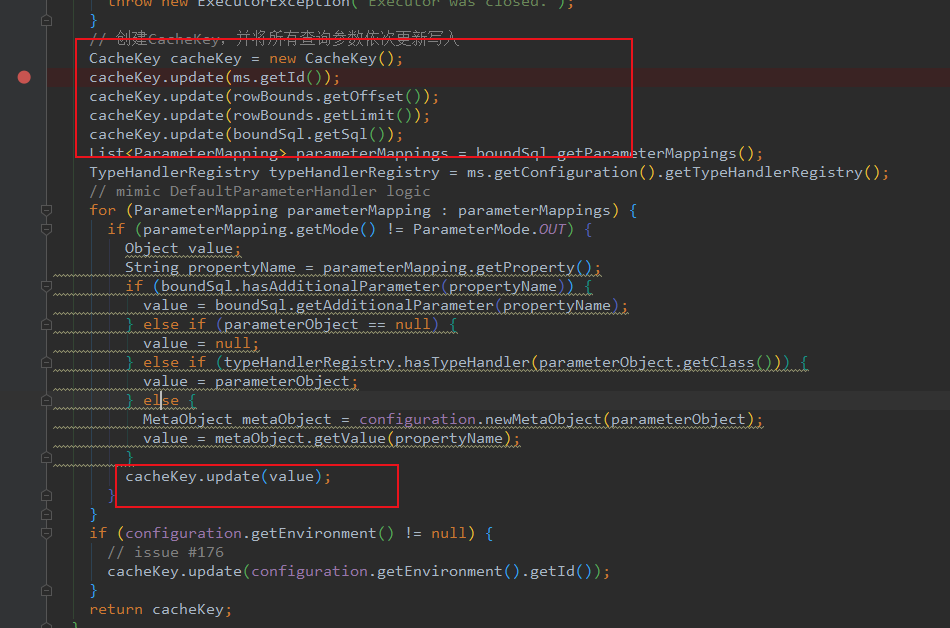 throw new ExecutorException("Executor was closed.");
}
// 创建CacheKey，并将所有查询参数依次更新写入
CacheKey cacheKey = new CacheKey();
cacheKey.update(ms.getId());
cacheKey.update(rowBounds.getOffset());
cacheKey.update(rowBounds.getLimit());
cacheKey.update(boundSql.getSql());
List<ParameterMapping> parameterMappings = boundSql.getParameterMappings();
TypeHandlerRegistry typeHandlerRegistry = ms.getConfiguration().getTypeHandlerRegistry();
// mimic DefaultParameterHandler logic
for (ParameterMapping parameterMapping : parameterMappings) {
if (parameterMapping.getMode() != ParameterMode.OUT) {
Object value;
String propertyName = parameterMapping.getProperty();
if (boundSql.hasAdditionalParameter(propertyName)) {
value = boundSql.getAdditionalParameter(propertyName);
} else if (parameterObject == null) {
value = null;
} else if (typeHandlerRegistry.hasTypeHandler(parameterObject.getClass())) {
value = parameterObject;
} else {
MetaObject metaObject = configuration.newMetaObject(parameterObject);
value = metaObject.getValue(propertyName);
}
cacheKey.update(value);
}
}
if (configuration.getEnvironment() != null) {
// issue #176
cacheKey.update(configuration.getEnvironment().getId());
}
return cacheKey;
}